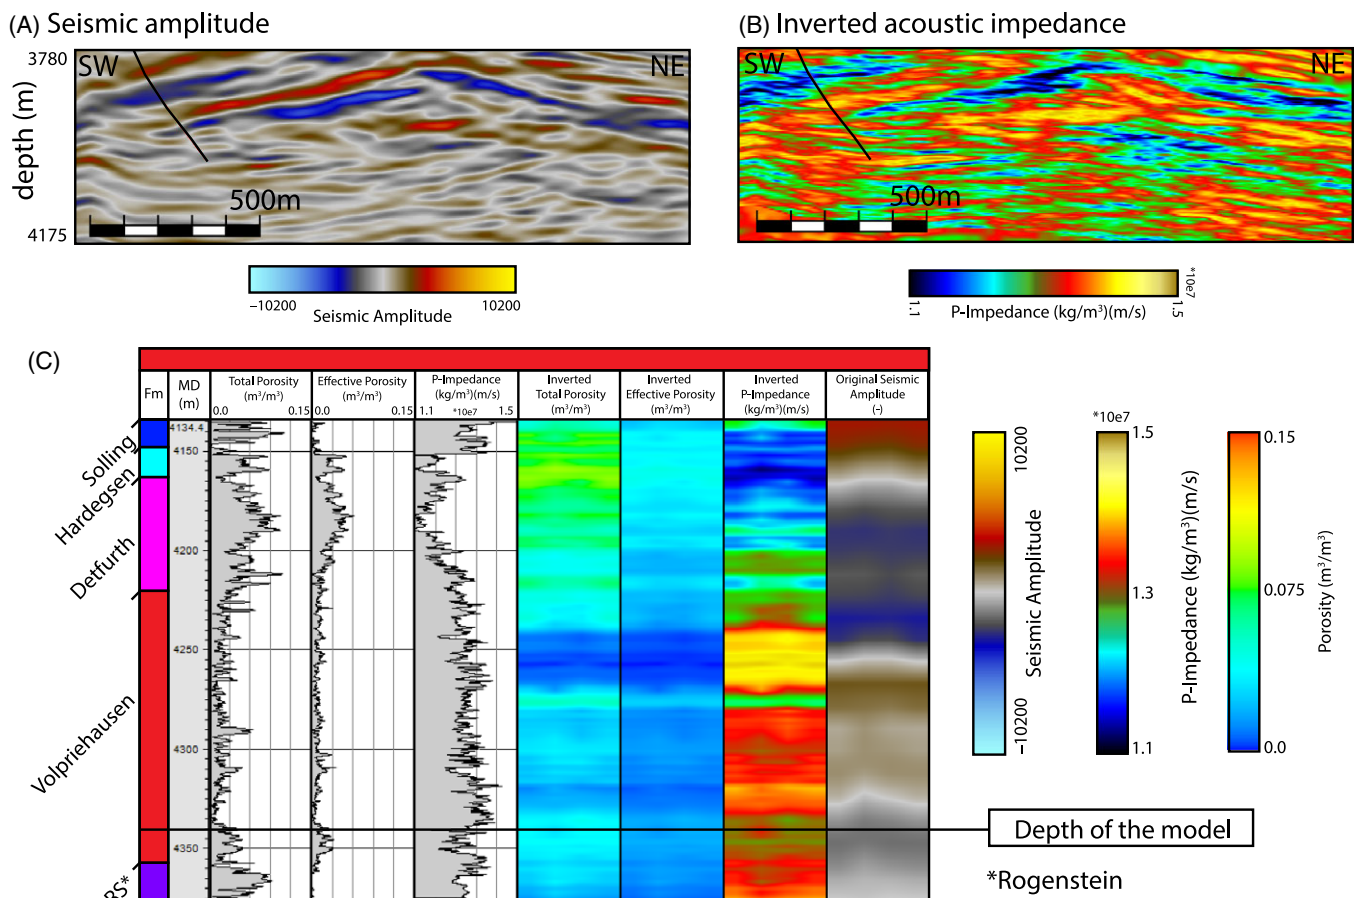 (A) Seismic amplitude
(B) Inverted acoustic impedance
depth (m)
3780
4175
SW
NE
500m
SW
NE
500m
−10200
10200
Seismic Amplitude
1.1
1.5
*10e7
P-Impedance (kg/m³)(m/s)
(C)
Fm
MD
(m)
Total Porosity
(m³/m³)
0.0 0.15
Effective Porosity
(m³/m³)
0.0 0.15
P-Impedance
(kg/m³)(m/s)
1.1 *10e7 1.5
Inverted
Total Porosity
(m³/m³)
Inverted
Effective Porosity
(m³/m³)
Inverted
P-Impedance
(kg/m³)(m/s)
Original Seismic
Amplitude
(-)
Solling
Hardegsen
Detfurth
Volpriehausen
RS*
4134.4
4150
4200
4250
4300
4350
10200
−10200
Seismic Amplitude
*10e7
1.5
1.3
1.1
P-Impedance (kg/m³)(m/s)
0.15
0.075
0.0
Porosity (m³/m³)
Depth of the model
*Rogenstein